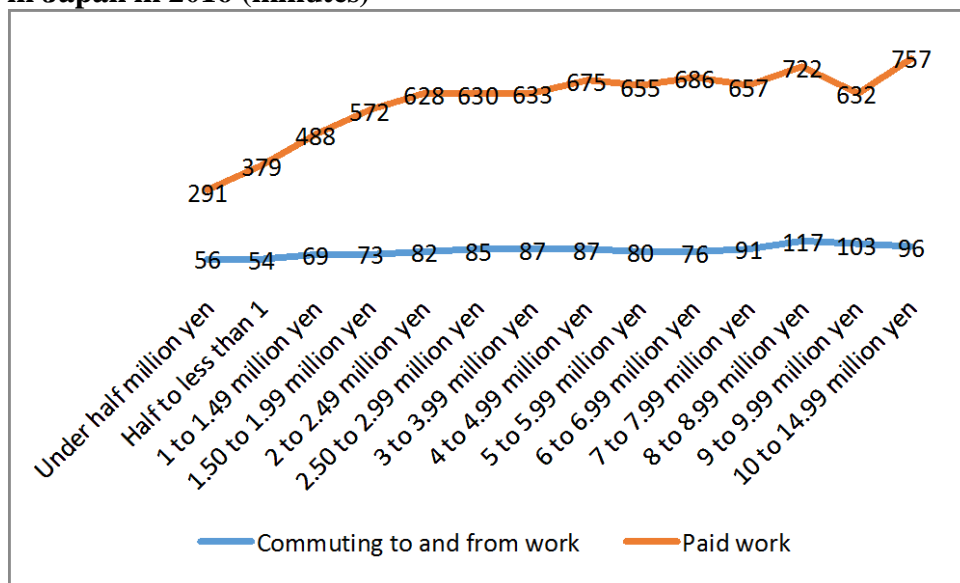 in Japan in 2016 (minutes)
291 379 488 572 628 630 633 675 655 686 657 722 632 757
56 54 69 73 82 85 87 87 80 76 91 117 103 96
Under half million yen
Half to less than 1
1 to 1.49 million yen
1.50 to 1.99 million yen
2 to 2.49 million yen
2.50 to 2.99 million yen
3 to 3.99 million yen
4 to 4.99 million yen
5 to 5.99 million yen
6 to 6.99 million yen
7 to 7.99 million yen
8 to 8.99 million yen
9 to 9.99 million yen
10 to 14.99 million yen
Commuting to and from work Paid work